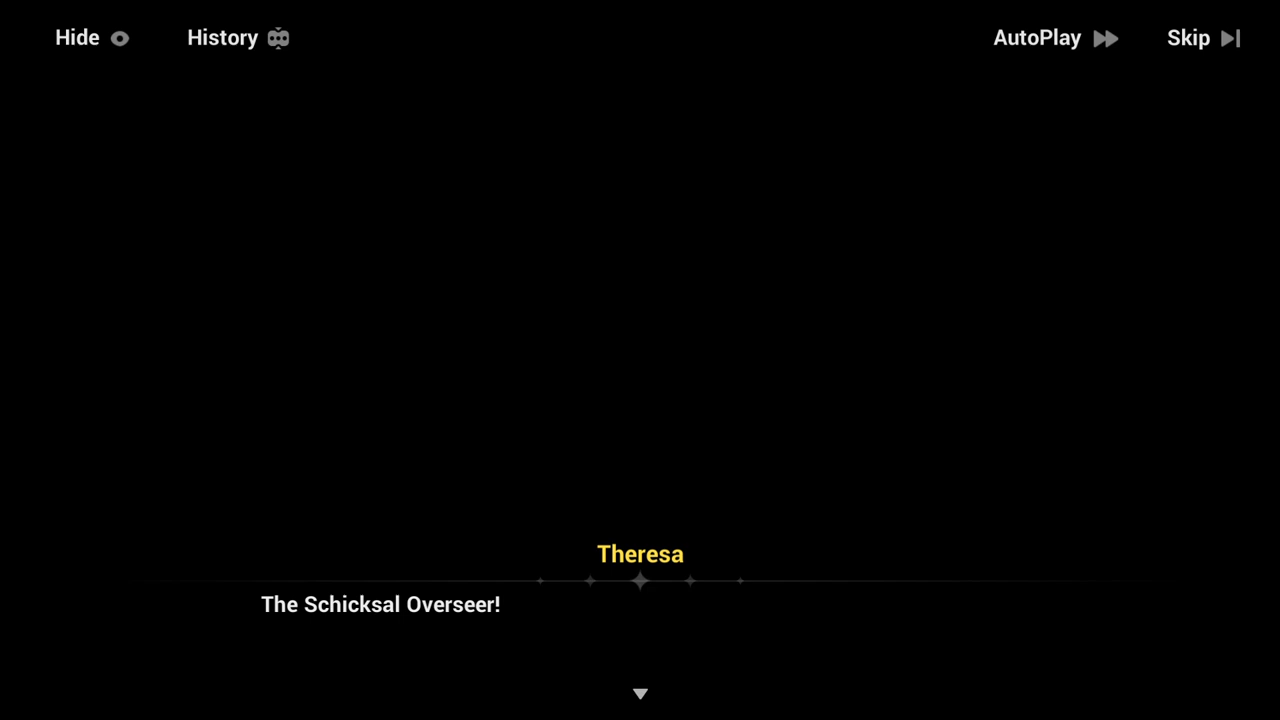 Hide
History
AutoPlay
Skip
Theresa
The Schicksal Overseer!